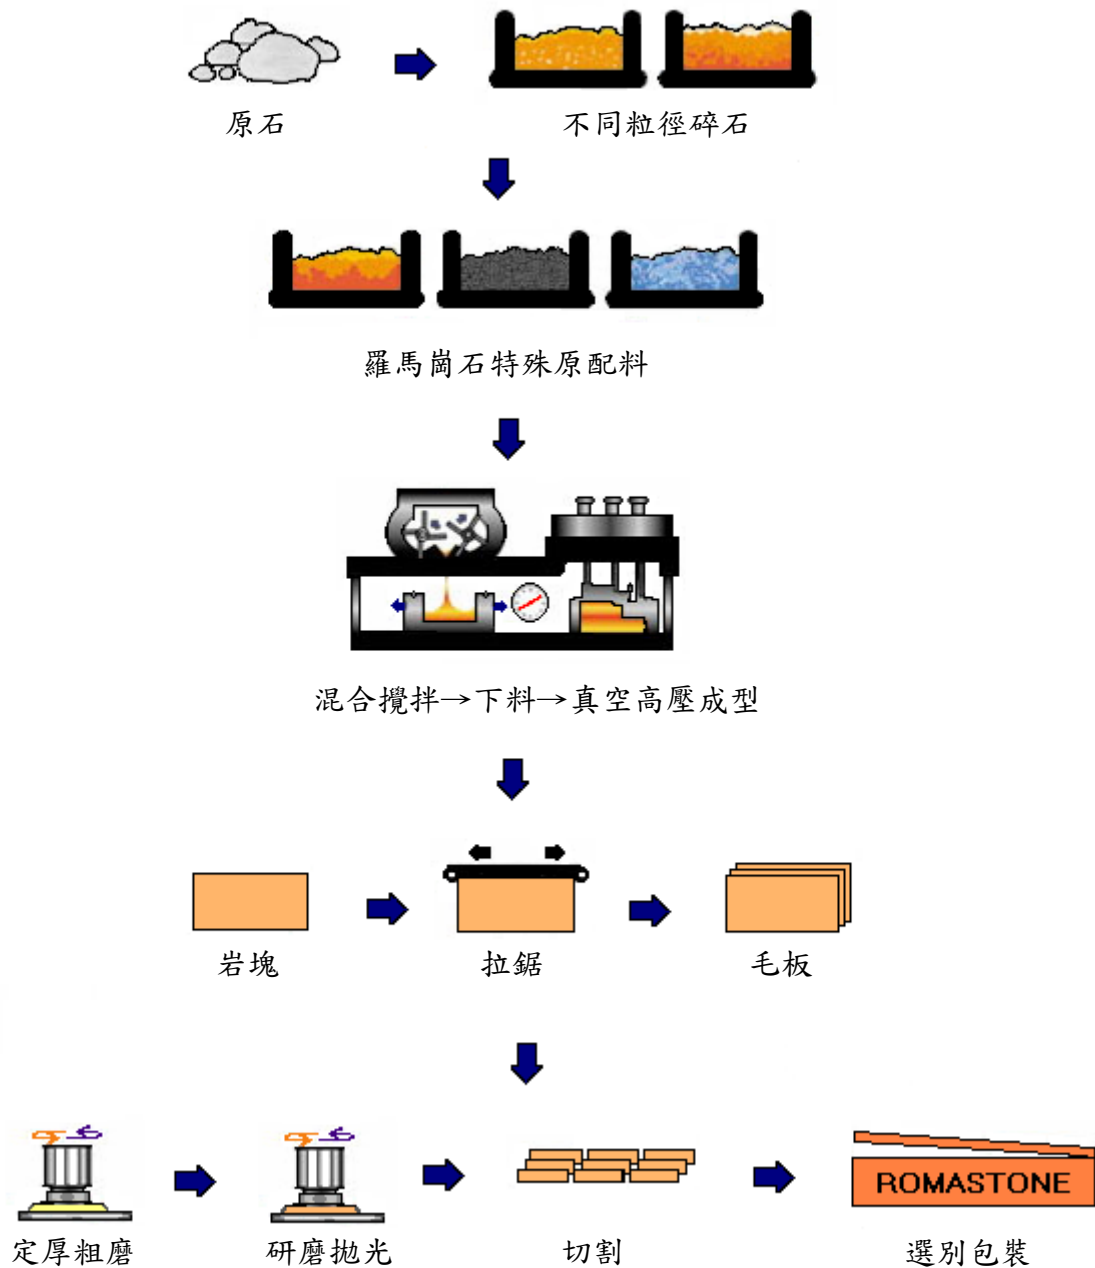 原石
不同粒徑碎石
羅馬崗石特殊原配料
混合攪拌→下料→真空高壓成型
岩塊
拉鋸
毛板
定厚粗磨
研磨拋光
切割
ROMASTONE
選別包裝